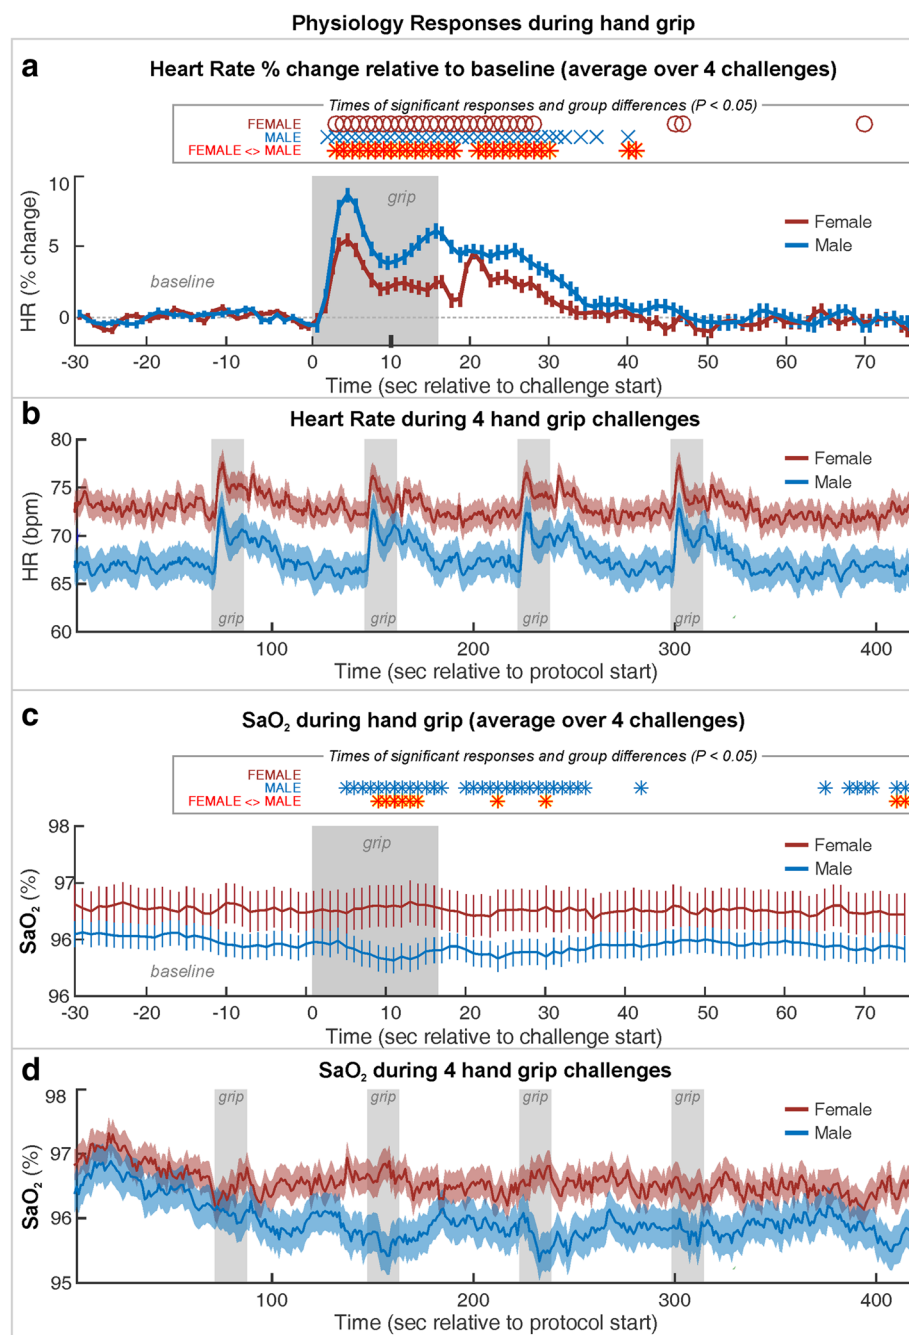 Physiology Responses during hand grip
a
Heart Rate % change relative to baseline (average over 4 challenges)
Times of significant responses and group differences (P < 0.05)
FEMALE
MALE
FEMALE <> MALE
HR (% change)
10
5
0
grip
baseline
Female
Male
-30 -20 -10 0 10 20 30 40 50 60 70
Time (sec relative to challenge start)
b
Heart Rate during 4 hand grip challenges
HR (bpm)
80
75
70
65
60
Female
Male
grip grip grip grip
100 200 300 400
Time (sec relative to protocol start)
c
SaO₂ during hand grip (average over 4 challenges)
Times of significant responses and group differences (P < 0.05)
FEMALE
MALE
FEMALE <> MALE
SaO₂ (%)
98
97
96
96
grip
baseline
Female
Male
-30 -20 -10 0 20 30 40 50 60 70
Time (sec relative to challenge start)
d
SaO₂ during 4 hand grip challenges
SaO₂ (%)
98
97
96
95
grip grip grip grip
Female
Male
100 200 300 400
Time (sec relative to protocol start)